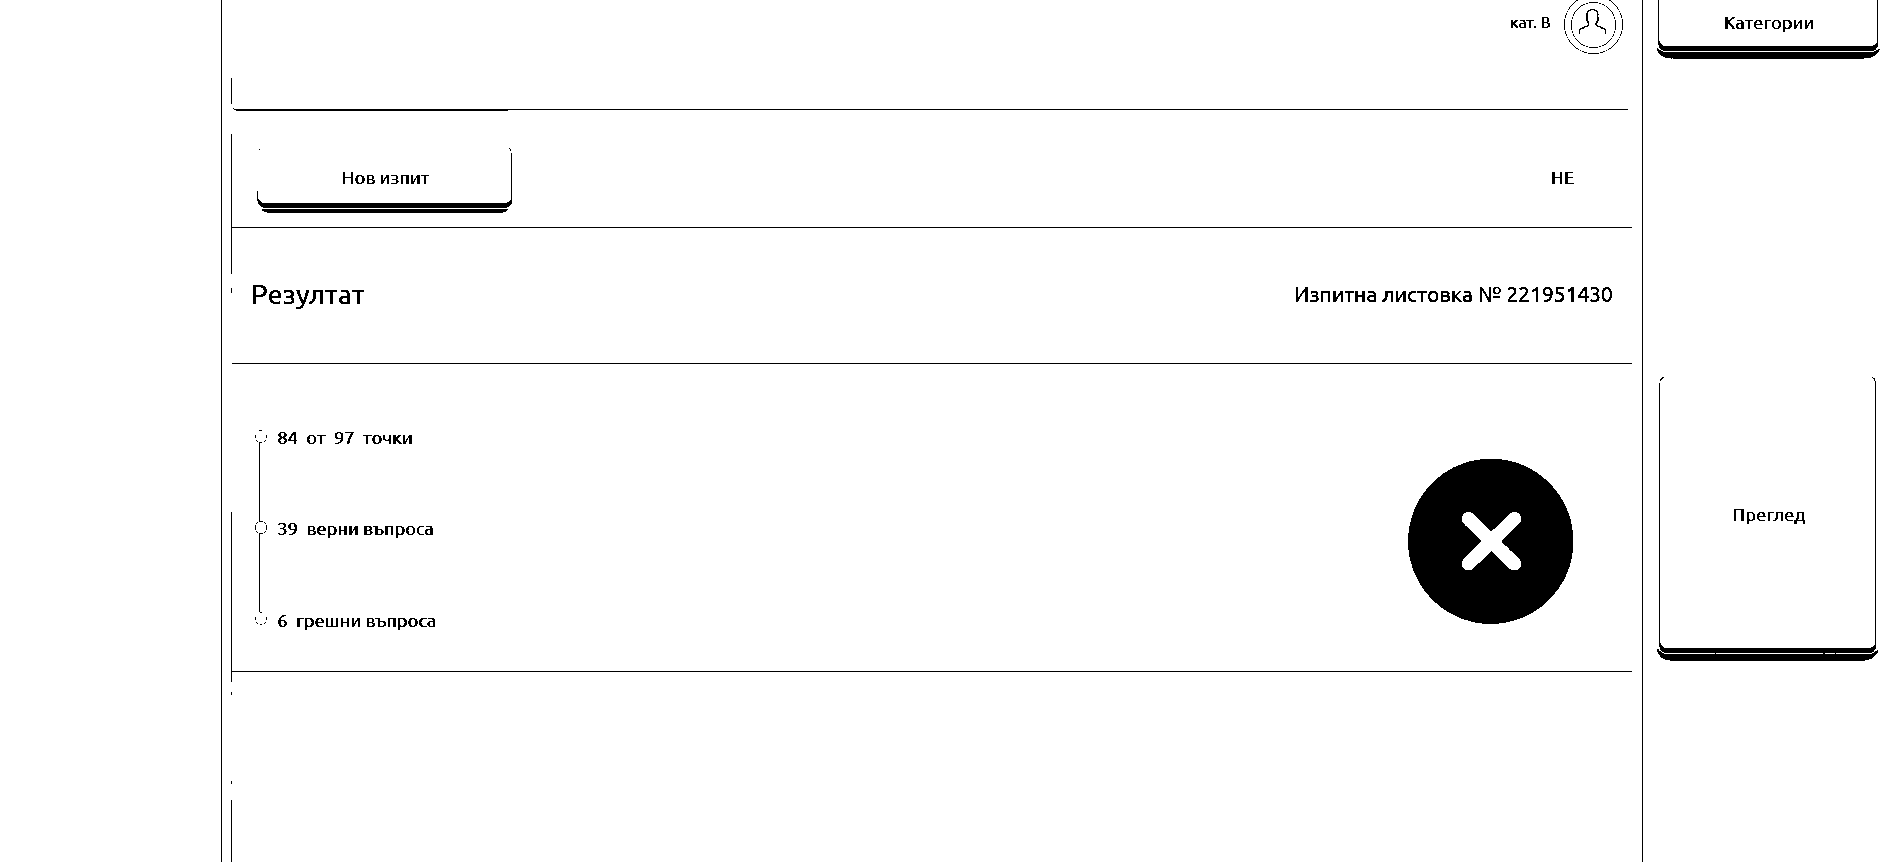 кат. B
Категории
Нов изпит
НЕ
Резултат
Изпитна листовка № 221951430
84 от 97 точки
39 верни въпроса
6 грешни въпроса
Преглед